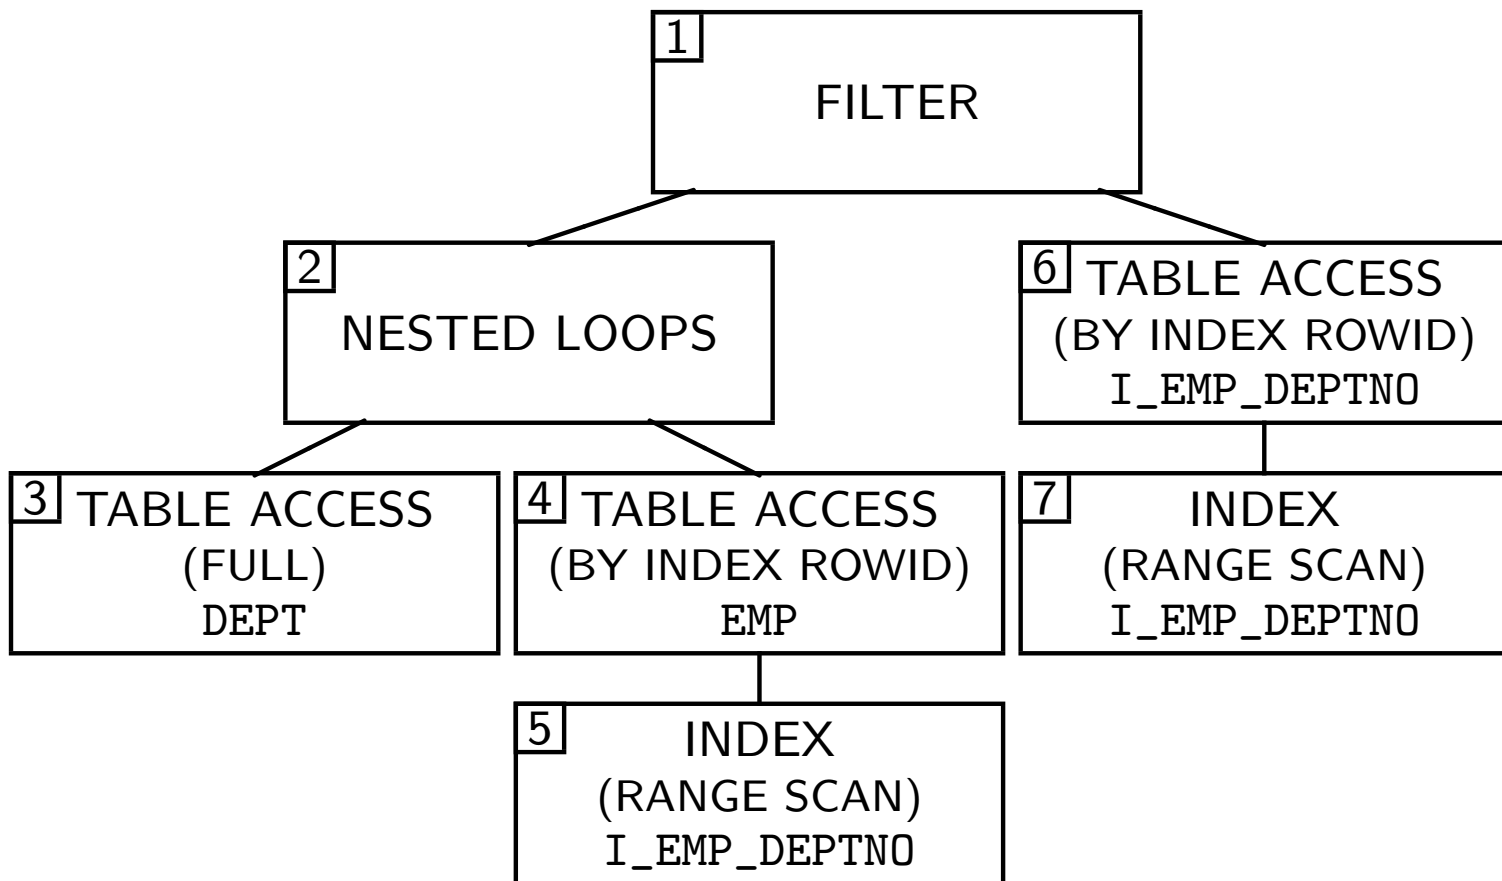 1
FILTER
2
NESTED LOOPS
6
TABLE ACCESS
(BY INDEX ROWID)
I_EMP_DEPTNO
3
TABLE ACCESS
(FULL)
DEPT
4
TABLE ACCESS
(BY INDEX ROWID)
EMP
7
INDEX
(RANGE SCAN)
I_EMP_DEPTNO
5
INDEX
(RANGE SCAN)
I_EMP_DEPTNO